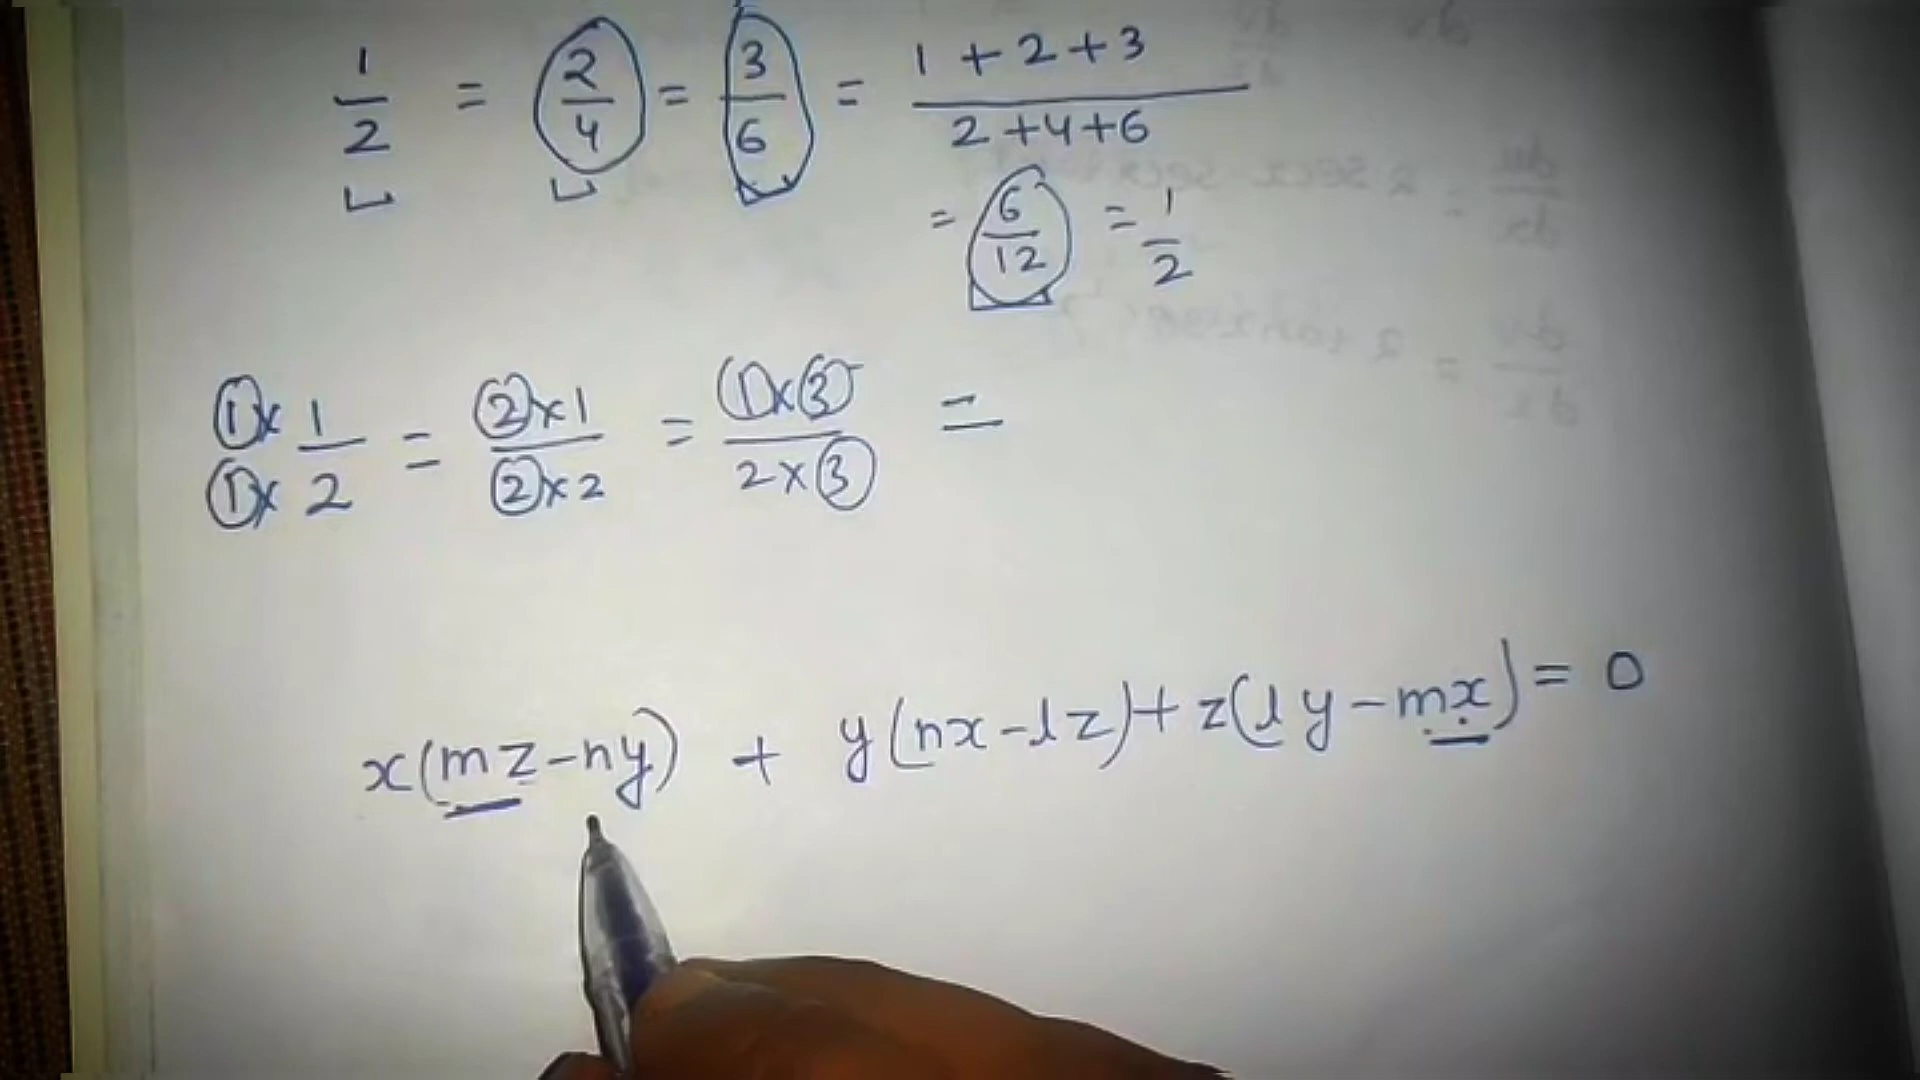 1/2 = 2/4 = 3/6 = (1+2+3)/(2+4+6)
= 6/12 = 1/2
1×1/1×2 = 2×1/2×2 = 1×3/2×3 =
x(mz-ny) + y(nx-lz)+z(ly-mx)=0